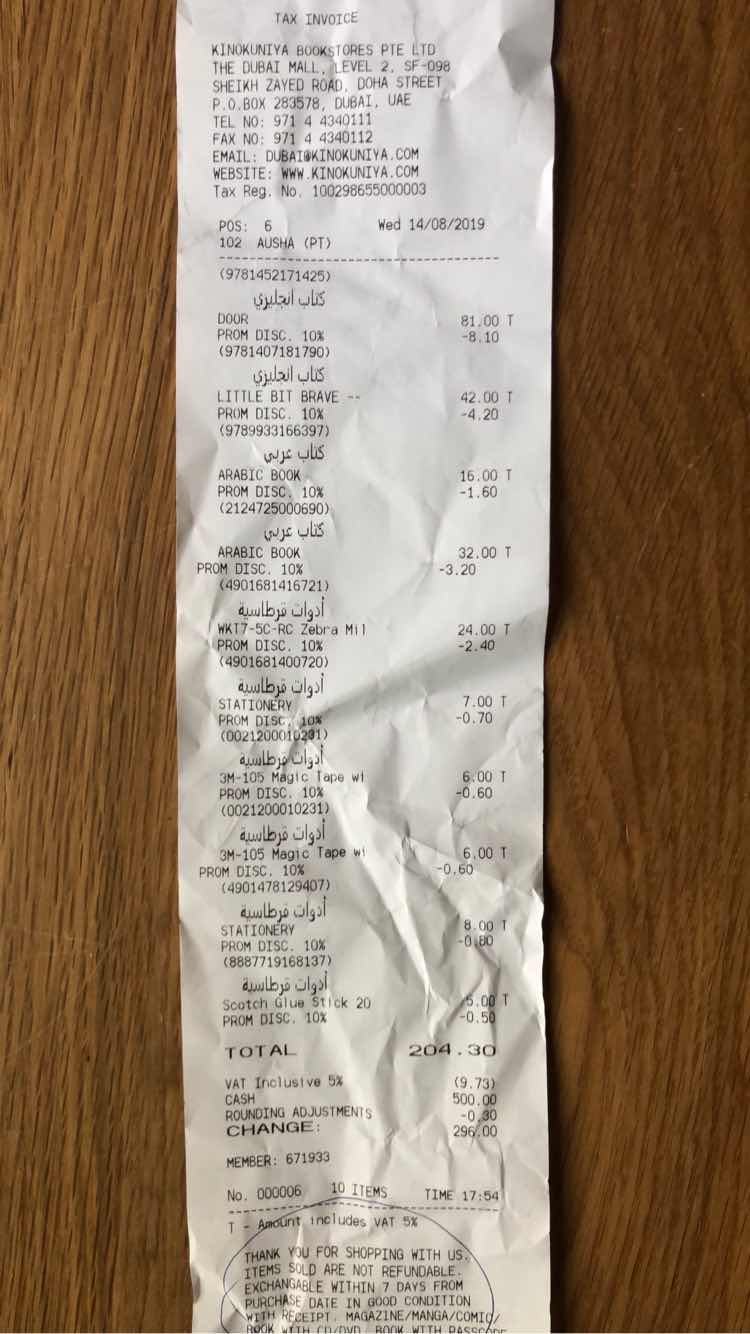 TAX INVOICE
KINOKUNIYA BOOKSTORES PTE LTD
THE DUBAI MALL, LEVEL 2, SF-098
SHEIKH ZAYED ROAD, DOHA STREET
P.O.BOX 283578, DUBAI, UAE
TEL NO: 971 4 4340111
FAX NO: 971 4 4340112
EMAIL: DUBAI@KINOKUNIYA.COM
WEBSITE: WWW.KINOKUNIYA.COM
Tax Reg. No. 100298655000003
POS: 6 Wed 14/08/2019
102 AUSHA (PT)
(9781452171425)
كتاب انجليزي
DOOR 81.00 T
PROM DISC. 10% -8.10
(9781407181790)
كتاب انجليزي
LITTLE BIT BRAVE -- 42.00 T
PROM DISC. 10% -4.20
(9789933166397)
كتاب عربي
ARABIC BOOK 16.00 T
PROM DISC. 10% -1.60
(2124725000690)
كتاب عربي
ARABIC BOOK 32.00 T
PROM DISC. 10% -3.20
(4901681416721)
أدوات قرطاسية
WKT7-5C-RC Zebra Mil 24.00 T
PROM DISC. 10% -2.40
(4901681400720)
أدوات قرطاسية
STATIONERY 7.00 T
PROM DISC. 10% -0.70
(0021200010231)
أدوات قرطاسية
3M-105 Magic Tape wi 6.00 T
PROM DISC. 10% -0.60
(0021200010231)
أدوات قرطاسية
3M-105 Magic Tape wi 6.00 T
PROM DISC. 10% -0.60
(4901478129407)
أدوات قرطاسية
STATIONERY 8.00 T
PROM DISC. 10% -0.80
(8887719168137)
أدوات قرطاسية
Scotch Glue Stick 20 5.00 T
PROM DISC. 10% -0.50
TOTAL 204.30
VAT Inclusive 5% (9.73)
CASH 500.00
ROUNDING ADJUSTMENTS -0.30
CHANGE: 296.00
MEMBER: 671933
No. 000006 10 ITEMS TIME 17:54
T - Amount includes VAT 5%
THANK YOU FOR SHOPPING WITH US.
ITEMS SOLD ARE NOT REFUNDABLE.
EXCHANGABLE WITHIN 7 DAYS FROM
PURCHASE DATE IN GOOD CONDITION
WITH RECEIPT. MAGAZINE/MANGA/COMIC/
BOOK WITH CD/DVD, BOOK WITH PASSCODE